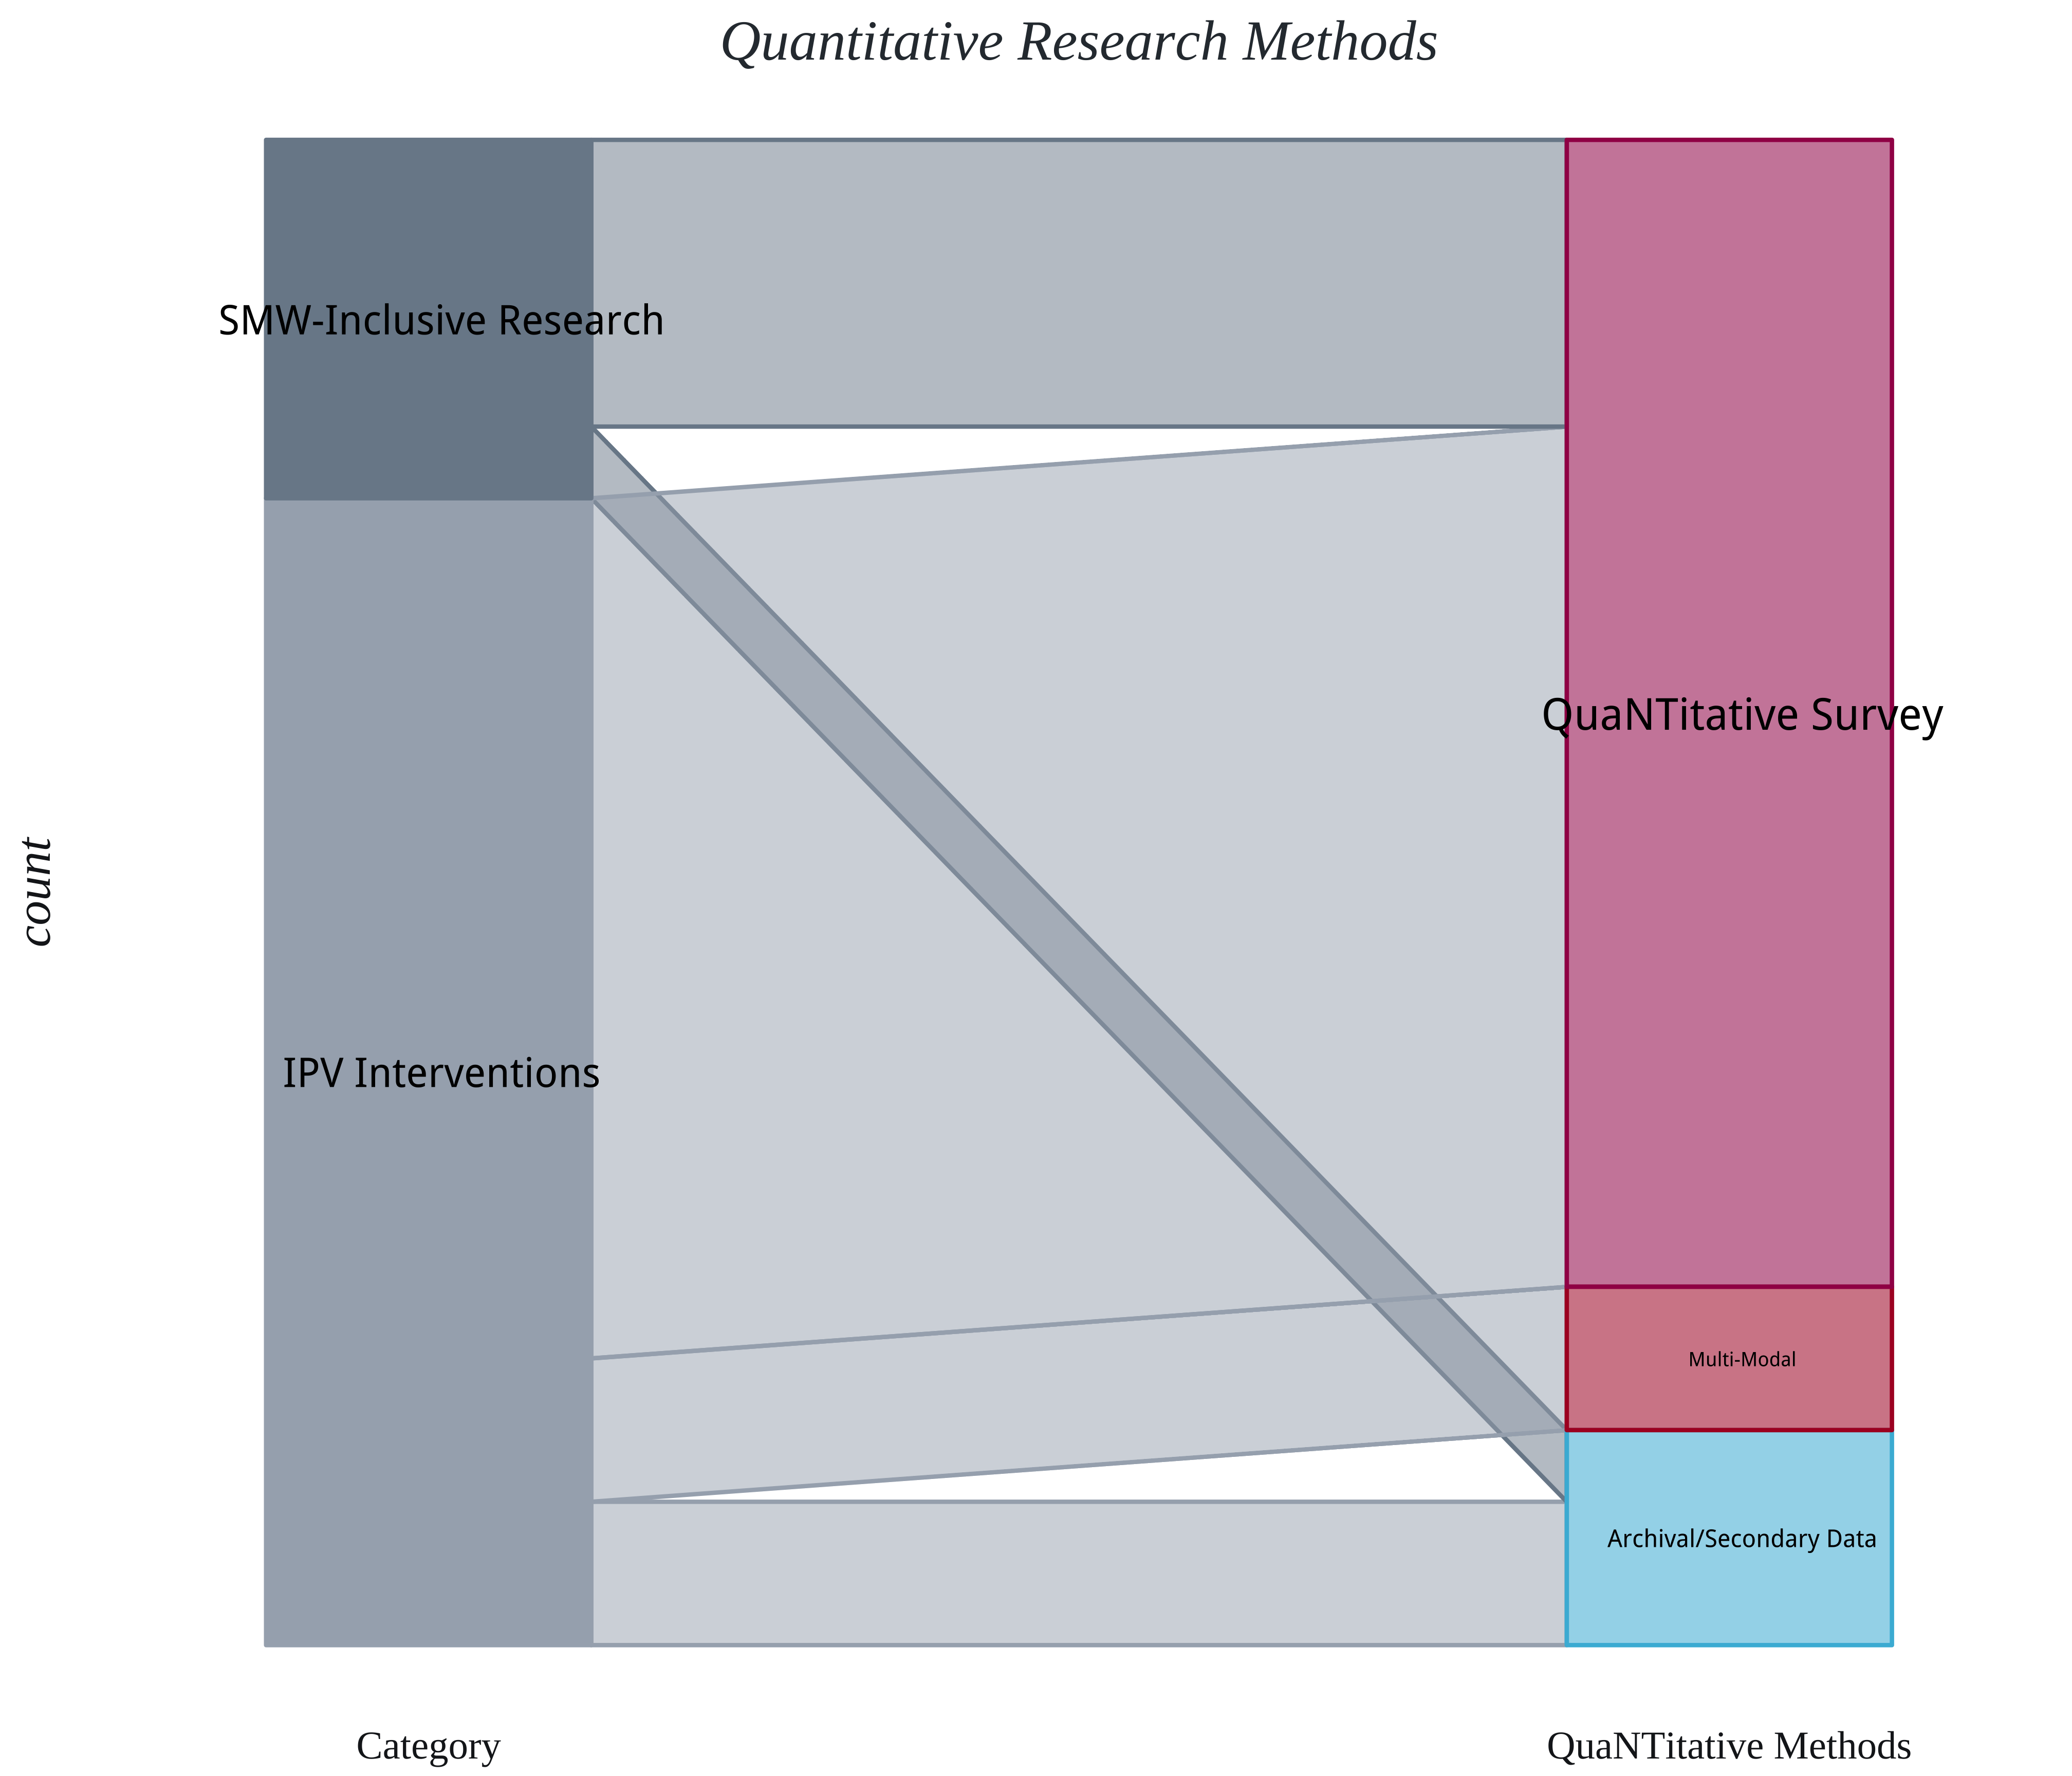 Quantitative Research Methods
SMW-Inclusive Research
QuaNTitative Survey
count
IPV Interventions
Multi-Modal
Archival/Secondary Data
Category
QuaNTitative Methods